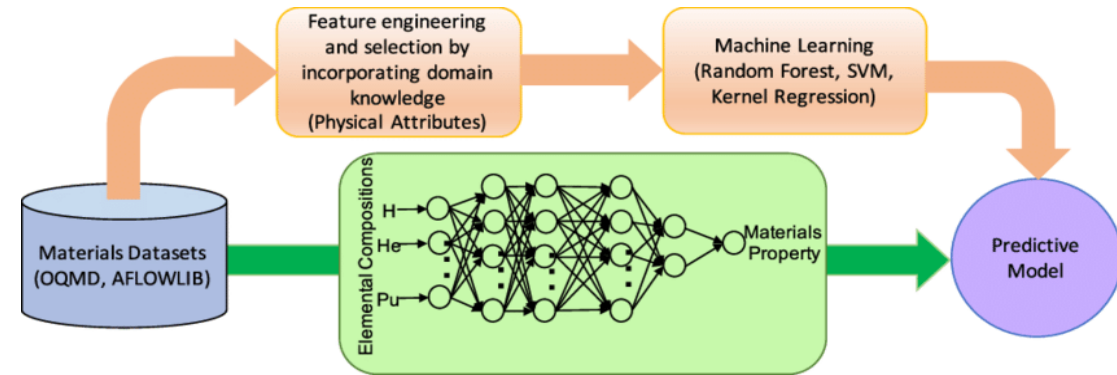 Feature engineering
and selection by
incorporating domain
knowledge
(Physical Attributes)
Machine Learning
(Random Forest, SVM,
Kernel Regression)
Materials Datasets
(OQMD, AFLOWLIB)
Elemental Compositions
H
He
Pu
Materials
Property
Predictive
Model